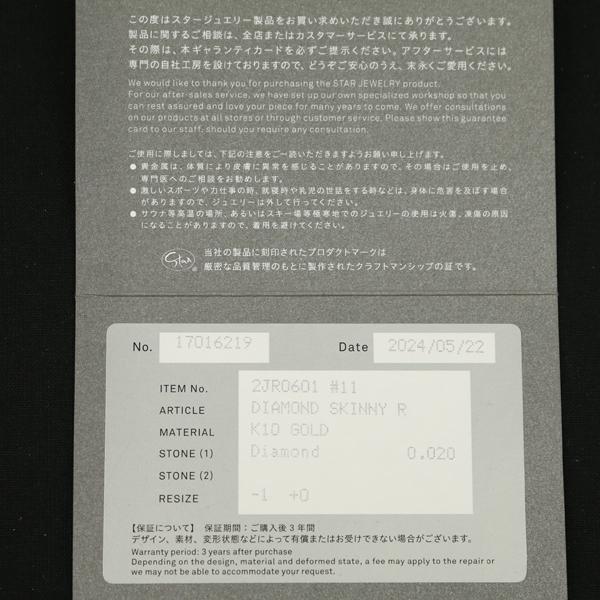 この度はスタージュエリー製品をお買い求めいただき誠にありがとうございます。
製品に関するご相談は、全店またはカスタマーサービスにて承ります。
その際は、本ギャランティカードを必ずご提示ください。アフターサービスには
専門の自社工房を設けておりますので、どうぞご安心のうえ、末永くご愛用ください。
We would like to thank you for purchasing the STAR JEWELRY product.
For our after-sales service, we have set up our own specialized workshop so that you
can rest assured and love your piece for many years to come. We offer consultations
on our products at all stores or through customer service. Please show this guarantee
card to our staff, should you require any consultation.
ご使用に際しましては、下記の注意をご一読いただきますようお願い申し上げます。
● 貴金属は、体質により皮膚に異常を感じることがありますので、その場合はご使用を止め、
専門医へのご相談をお勧めします。
● 激しいスポーツや力仕事の時、就寝時や乳児の世話をする時などは、身体に危害を及ぼす場合
がありますので、ジュエリーは外して行ってください。
● サウナ等高温の場所、あるいはスキー場等極寒地でのジュエリーの使用は火傷、凍傷の原因
になることがありますので、着用を避けてください。
Star ®
当社の製品に刻印されたプロダクトマークは
厳密な品質管理のもとに製作されたクラフトマンシップの証です。
No. 17016219 Date 2024/05/22
ITEM No. 2JR0601 #11
ARTICLE DIAMOND SKINNY R
MATERIAL K10 GOLD
STONE (1) Diamond 0.020
STONE (2)
RESIZE -1 +0
【保証について】 保証期間：ご購入後3年間
デザイン、素材、変形状態などによって有償またはお受けできない場合がございます。
Warranty period: 3 years after purchase
Depending on the design, material and deformed state, a fee may apply to the repair or
we may not be able to accommodate your request.